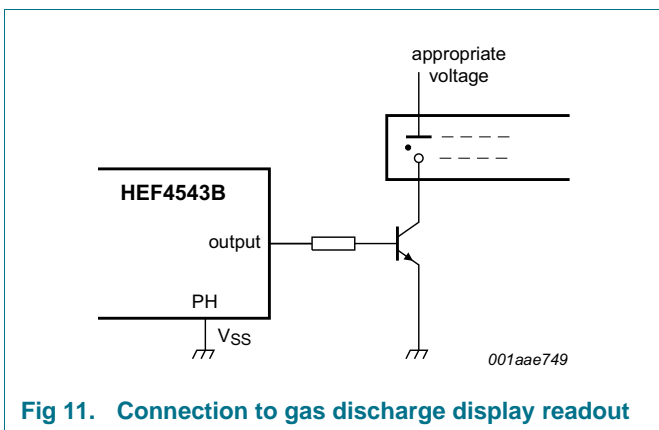 appropriate
voltage
HEF4543B
output
PH
VSS
001aae749
Fig 11. Connection to gas discharge display readout